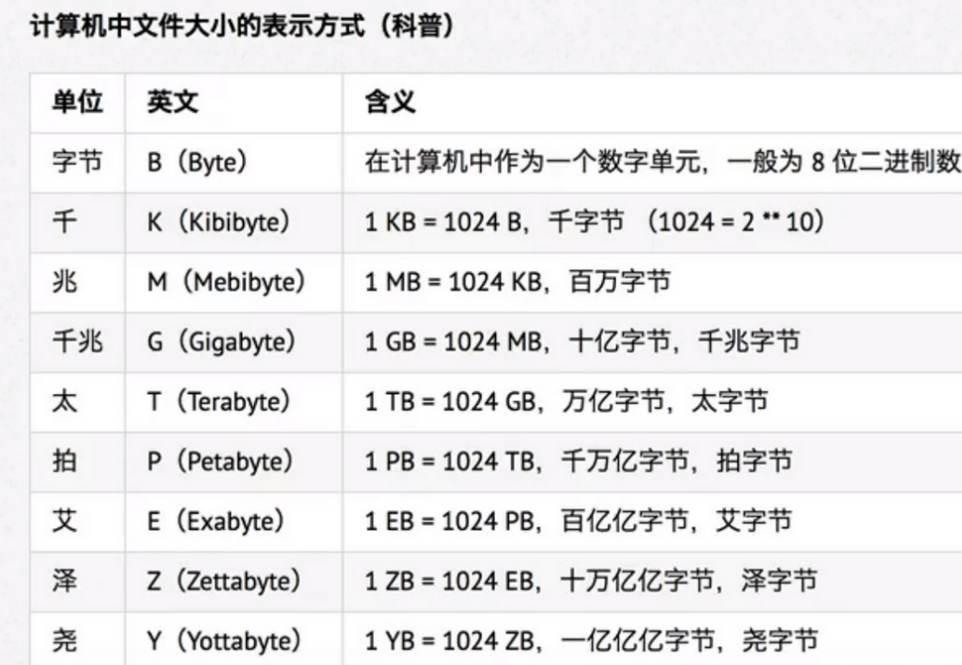 计算机中文件大小的表示方式（科普）
单位 英文 含义
字节 B（Byte） 在计算机中作为一个数字单元，一般为 8 位二进制数
千 K（Kibibyte） 1 KB = 1024 B，千字节 （1024 = 2 ** 10）
兆 M（Mebibyte） 1 MB = 1024 KB，百万字节
千兆 G（Gigabyte） 1 GB = 1024 MB，十亿字节，千兆字节
太 T（Terabyte） 1 TB = 1024 GB，万亿字节，太字节
拍 P（Petabyte） 1 PB = 1024 TB，千万亿字节，拍字节
艾 E（Exabyte） 1 EB = 1024 PB，百亿亿字节，艾字节
泽 Z（Zettabyte） 1 ZB = 1024 EB，十万亿亿字节，泽字节
尧 Y（Yottabyte） 1 YB = 1024 ZB，一亿亿亿字节，尧字节